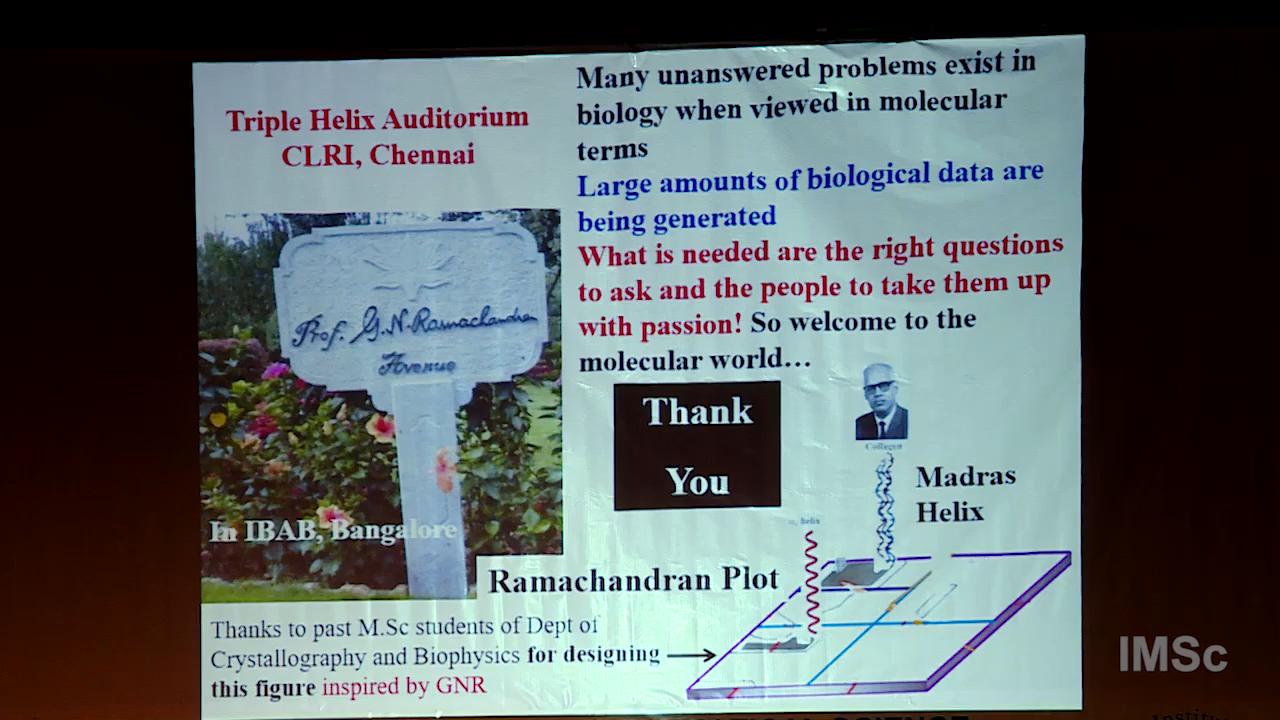 Triple Helix Auditorium
CLRI, Chennai
Many unanswered problems exist in
biology when viewed in molecular
terms
Large amounts of biological data are
being generated
What is needed are the right questions
to ask and the people to take them up
with passion! So welcome to the
molecular world…
Prof. G.N. Ramachandran
Avenue
In IBAB, Bangalore
Thank
You
Collagen
Madras
Helix
helix
Ramachandran Plot
Thanks to past M.Sc students of Dept of
Crystallography and Biophysics for designing
this figure inspired by GNR
IMSc